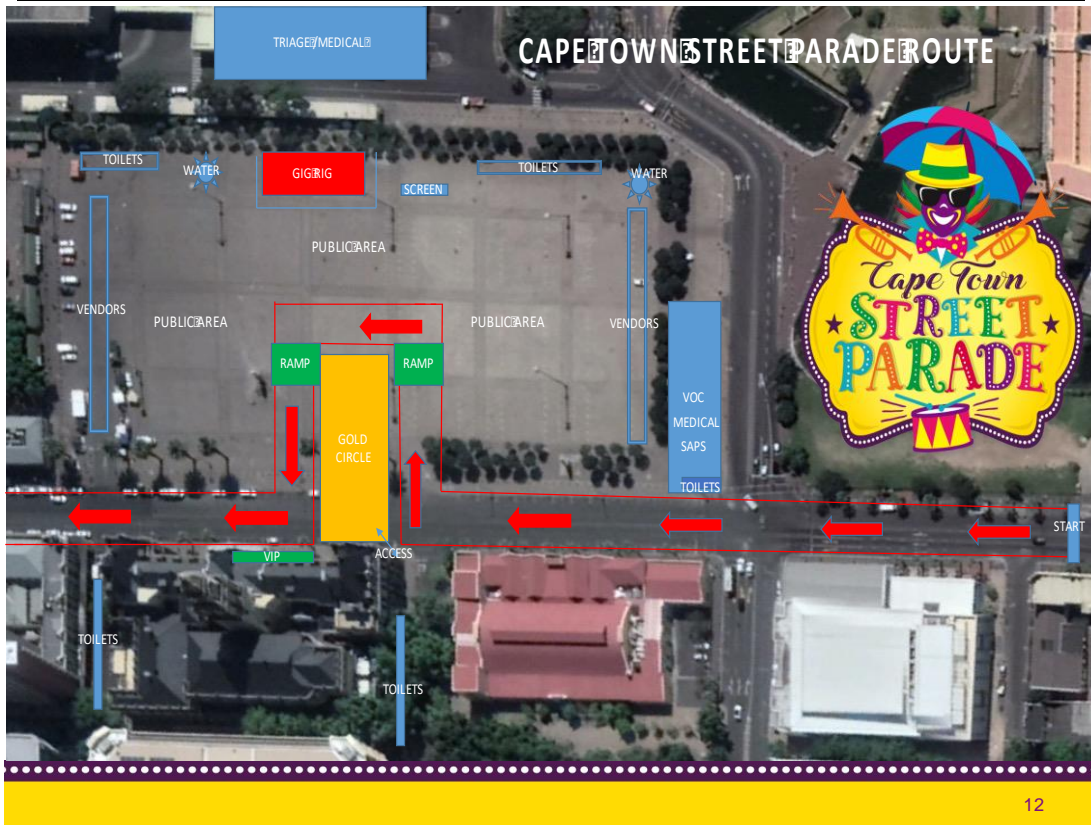 TRIAGE/MEDICAL
CAPE TOWN STREET PARADE ROUTE
TOILETS
WATER
GIG RIG
SCREEN
TOILETS
WATER
PUBLIC AREA
VENDORS
PUBLIC AREA
PUBLIC AREA
VENDORS
RAMP
RAMP
GOLD
CIRCLE
VOC
MEDICAL
SAPS
TOILETS
Cape Town
STREET
PARADE
START
VIP
ACCESS
TOILETS
TOILETS
12